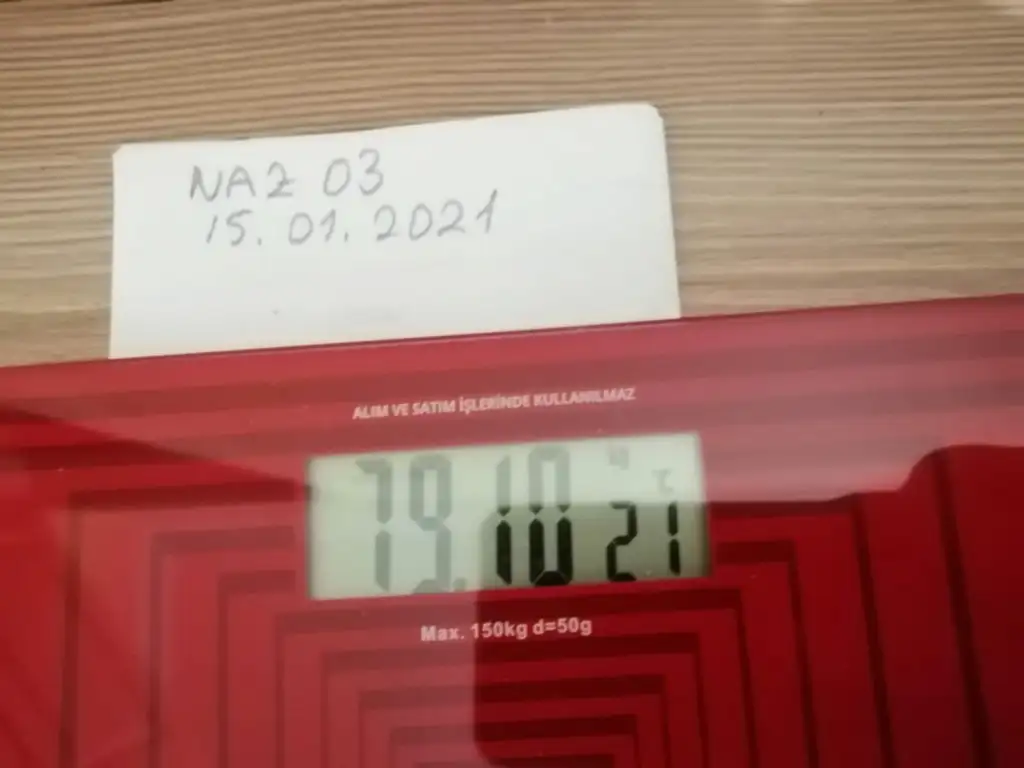 NAZ 03
15.01.2021
ALIM VE SATIM İŞLERİNDE KULLANILMAZ
79.10 21 °C
Max. 150kg d=50g